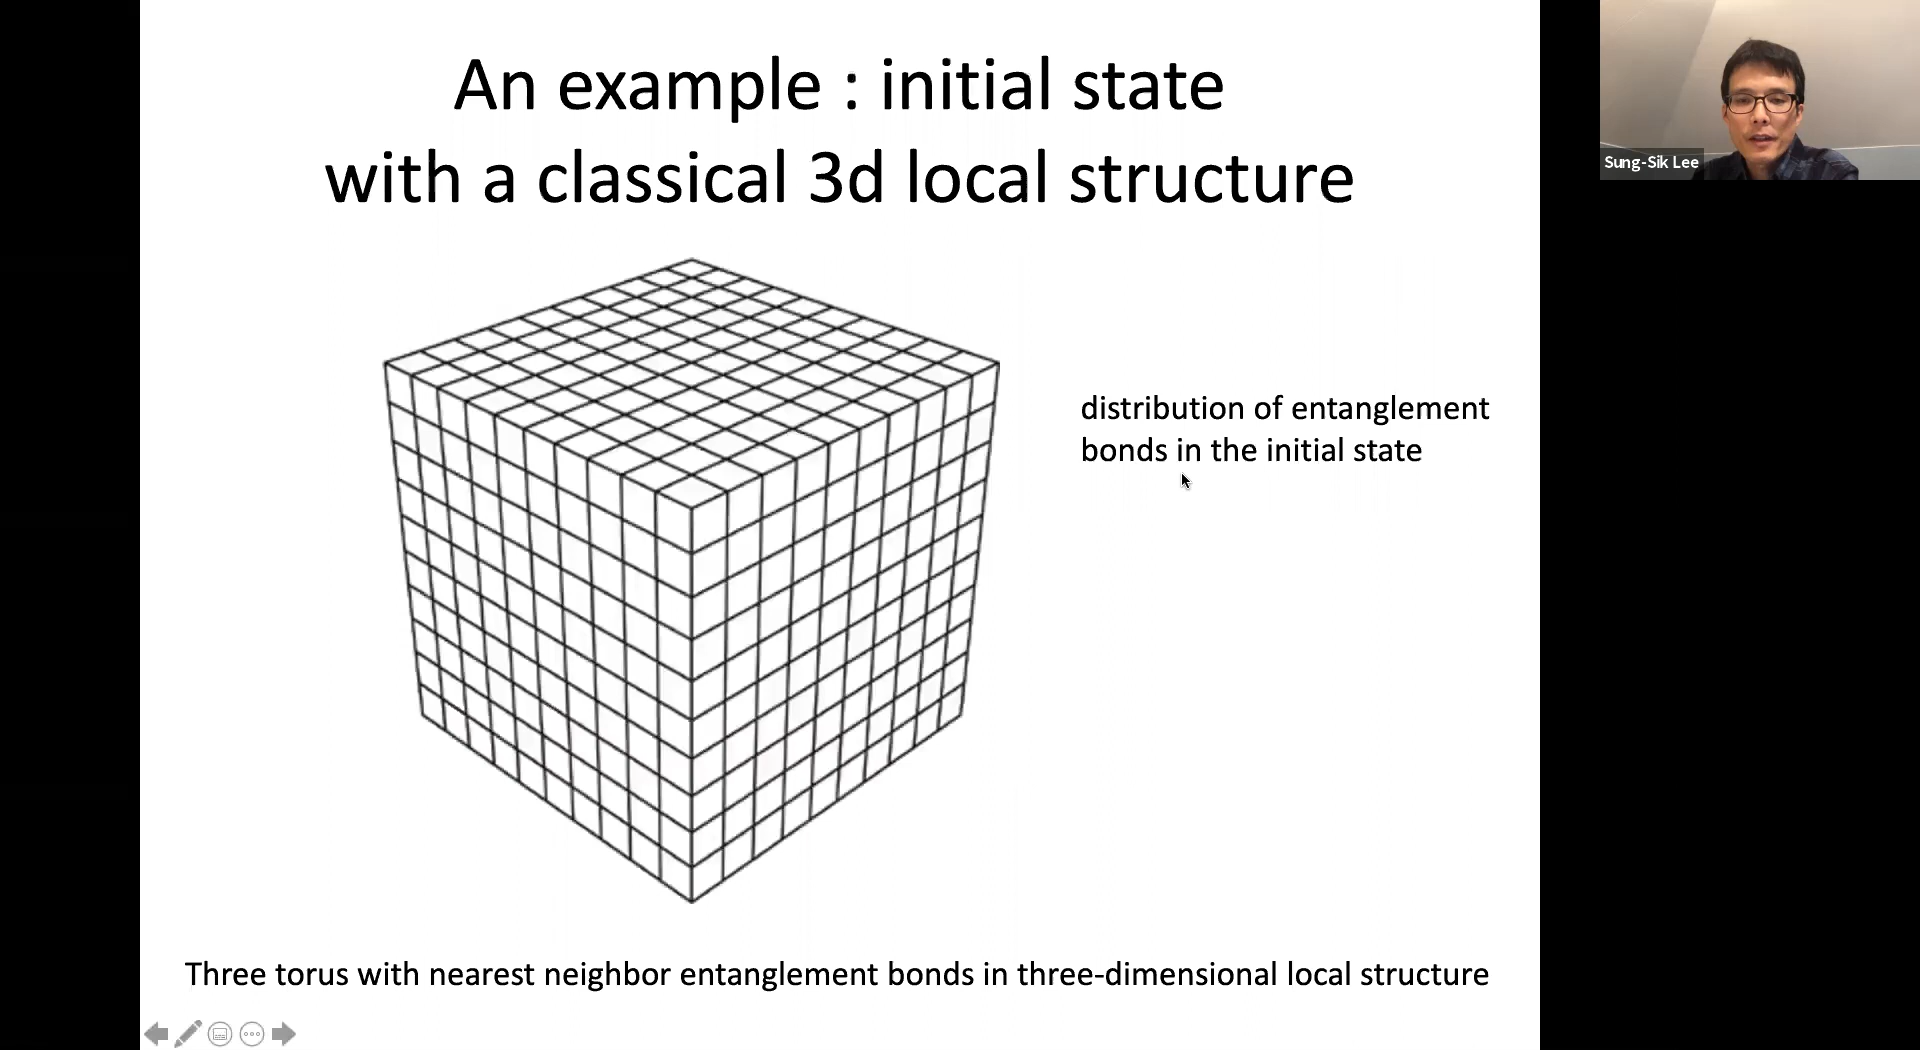 An example : initial state
with a classical 3d local structure
Sung-Sik Lee
distribution of entanglement
bonds in the initial state
Three torus with nearest neighbor entanglement bonds in three-dimensional local structure